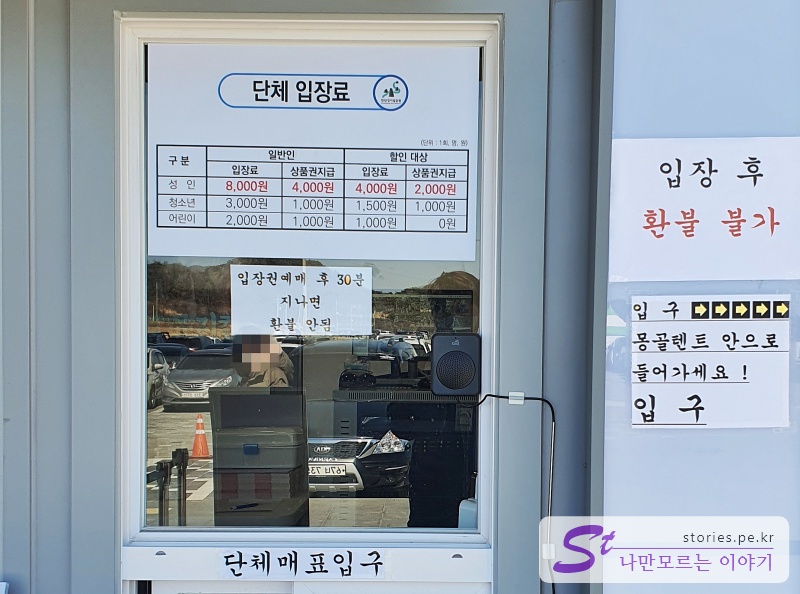 단체 입장료
(단위 : 1회, 명, 원)
구 분 일반인 할인 대상
입장료 상품권지급 입장료 상품권지급
성 인 8,000원 4,000원 4,000원 2,000원
청소년 3,000원 1,000원 1,500원 1,000원
어린이 2,000원 1,000원 1,000원 0원
입장권예매 후 30분
지나면
환불 안됨
단체매표입구
입장 후
환불 불가
입 구
몽골텐트 안으로
들어가세요 !
입 구
St
stories.pe.kr
나만모르는 이야기